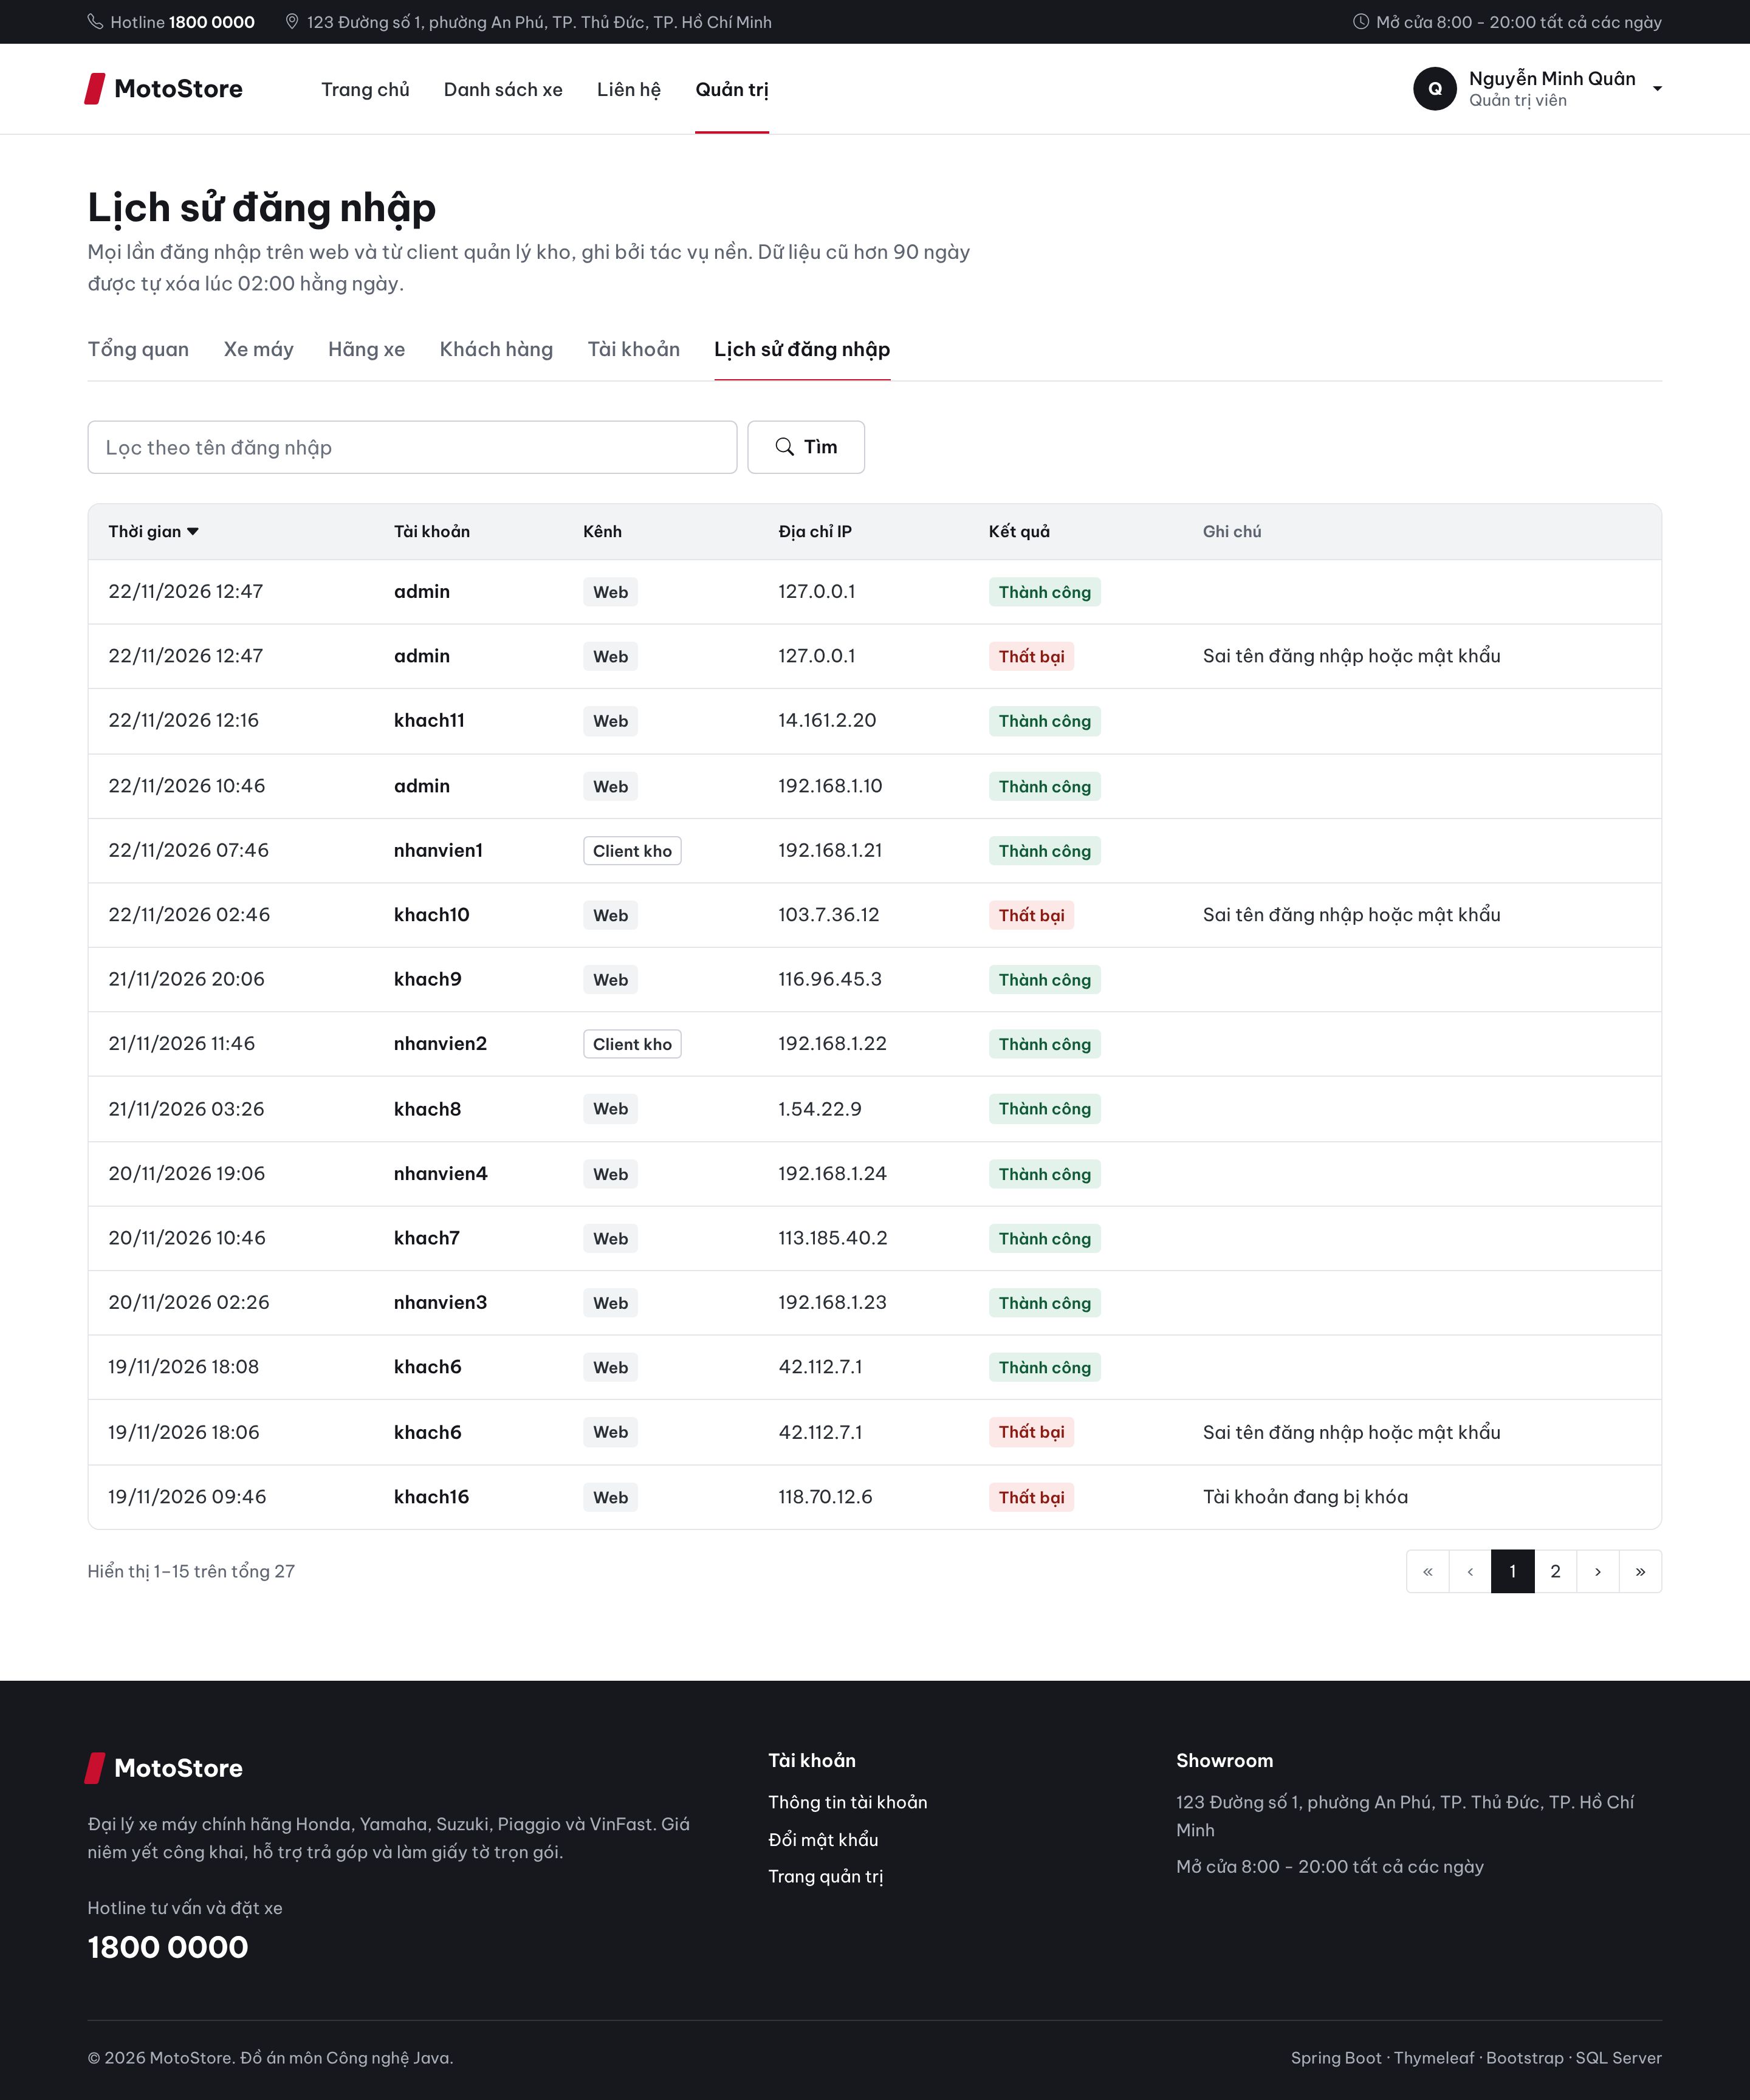 Hotline 1800 0000 123 Đường số 1, phường An Phú, TP. Thủ Đức, TP. Hồ Chí Minh Mở cửa 8:00 - 20:00 tất cả các ngày
MotoStore Trang chủ Danh sách xe Liên hệ Quản trị Q Nguyễn Minh Quân
Quản trị viên
Lịch sử đăng nhập
Mọi lần đăng nhập trên web và từ client quản lý kho, ghi bởi tác vụ nền. Dữ liệu cũ hơn 90 ngày
được tự xóa lúc 02:00 hằng ngày.
Tổng quan Xe máy Hãng xe Khách hàng Tài khoản Lịch sử đăng nhập
Lọc theo tên đăng nhập Tìm
Thời gian Tài khoản Kênh Địa chỉ IP Kết quả Ghi chú
22/11/2026 12:47 admin Web 127.0.0.1 Thành công
22/11/2026 12:47 admin Web 127.0.0.1 Thất bại Sai tên đăng nhập hoặc mật khẩu
22/11/2026 12:16 khach11 Web 14.161.2.20 Thành công
22/11/2026 10:46 admin Web 192.168.1.10 Thành công
22/11/2026 07:46 nhanvien1 Client kho 192.168.1.21 Thành công
22/11/2026 02:46 khach10 Web 103.7.36.12 Thất bại Sai tên đăng nhập hoặc mật khẩu
21/11/2026 20:06 khach9 Web 116.96.45.3 Thành công
21/11/2026 11:46 nhanvien2 Client kho 192.168.1.22 Thành công
21/11/2026 03:26 khach8 Web 1.54.22.9 Thành công
20/11/2026 19:06 nhanvien4 Web 192.168.1.24 Thành công
20/11/2026 10:46 khach7 Web 113.185.40.2 Thành công
20/11/2026 02:26 nhanvien3 Web 192.168.1.23 Thành công
19/11/2026 18:08 khach6 Web 42.112.7.1 Thành công
19/11/2026 18:06 khach6 Web 42.112.7.1 Thất bại Sai tên đăng nhập hoặc mật khẩu
19/11/2026 09:46 khach16 Web 118.70.12.6 Thất bại Tài khoản đang bị khóa
Hiển thị 1–15 trên tổng 27 « ‹ 1 2 › »
MotoStore
Đại lý xe máy chính hãng Honda, Yamaha, Suzuki, Piaggio và VinFast. Giá
niêm yết công khai, hỗ trợ trả góp và làm giấy tờ trọn gói.
Hotline tư vấn và đặt xe
1800 0000
Tài khoản
Thông tin tài khoản
Đổi mật khẩu
Trang quản trị
Showroom
123 Đường số 1, phường An Phú, TP. Thủ Đức, TP. Hồ Chí
Minh
Mở cửa 8:00 - 20:00 tất cả các ngày
© 2026 MotoStore. Đồ án môn Công nghệ Java. Spring Boot · Thymeleaf · Bootstrap · SQL Server